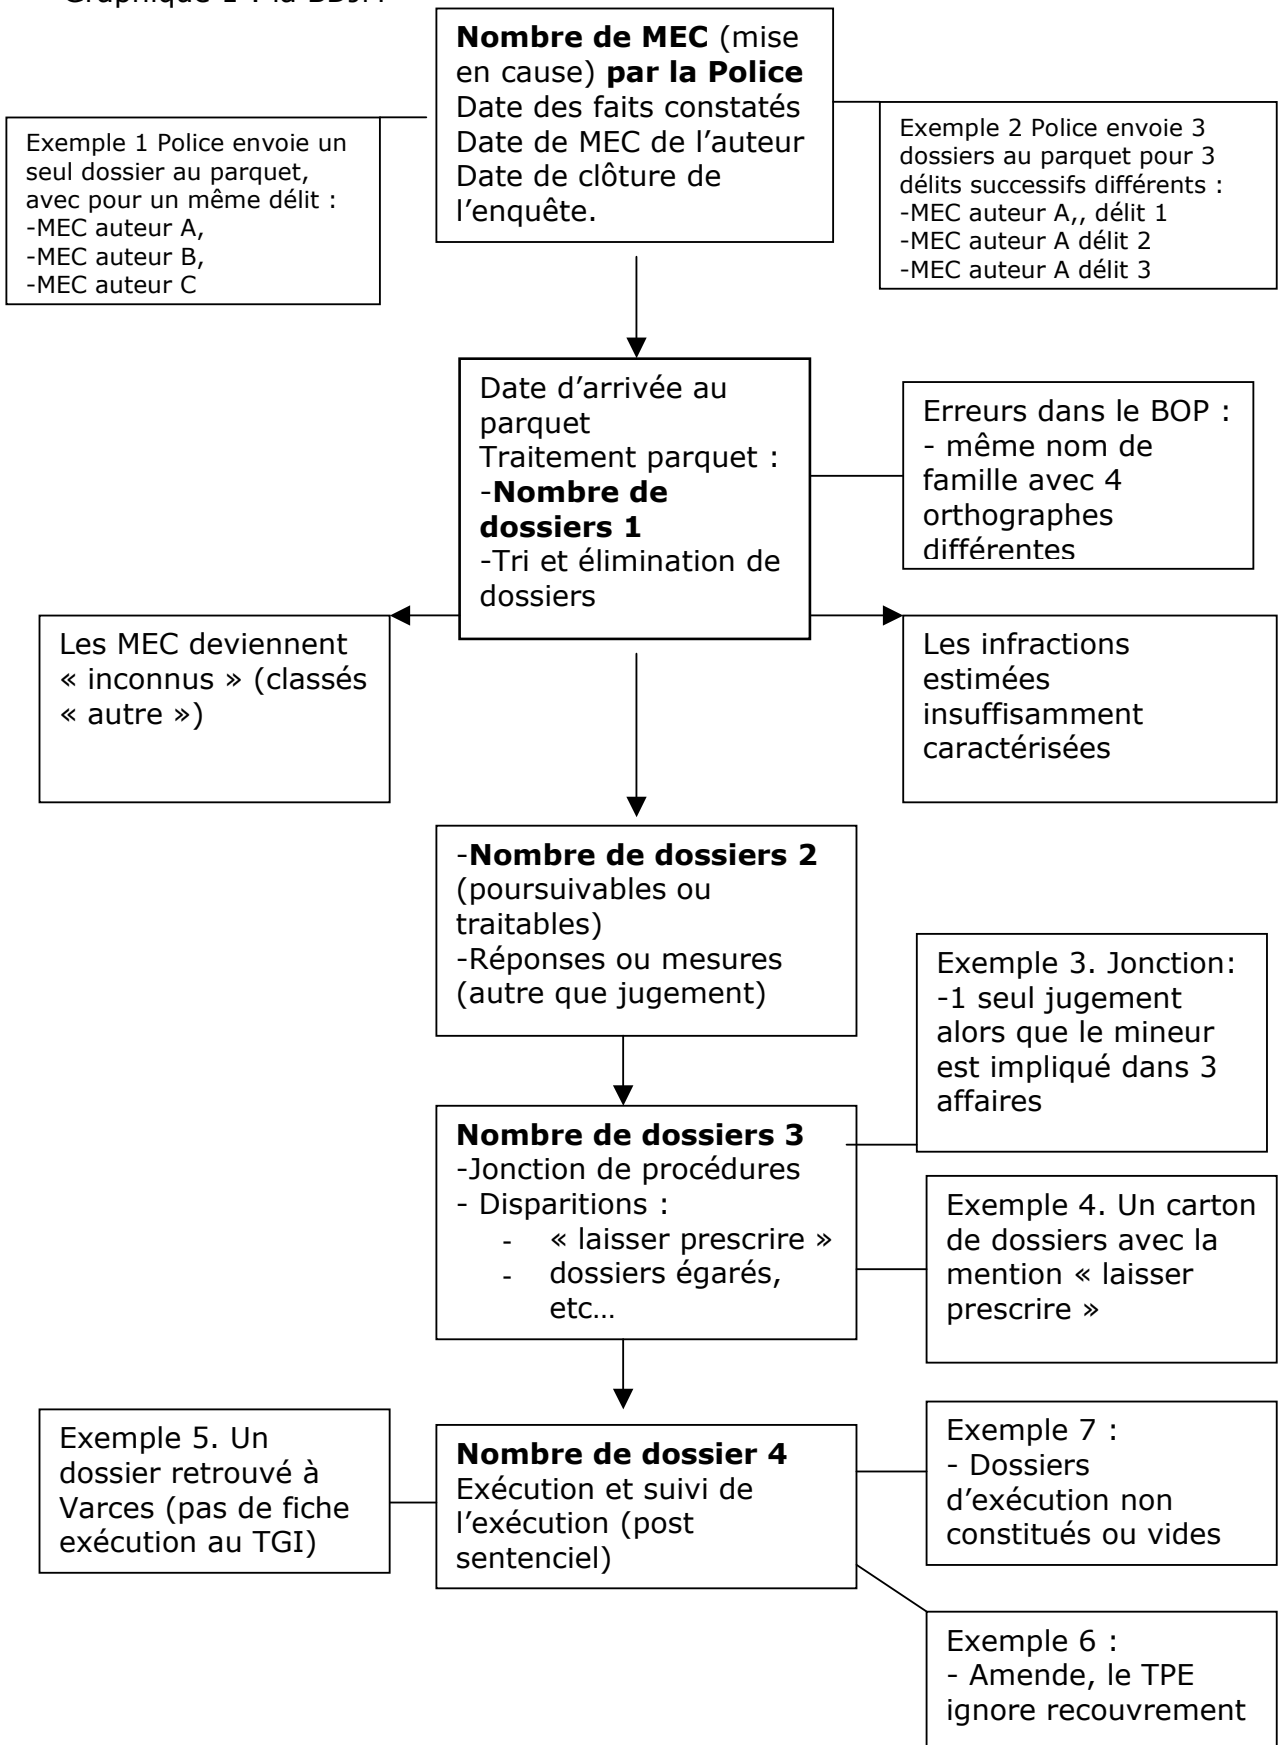 Nombre de MEC (mise
en cause) par la Police
Date des faits constatés
Date de MEC de l’auteur
Date de clôture de
l’enquête.
Exemple 1 Police envoie un
seul dossier au parquet,
avec pour un même délit :
-MEC auteur A,
-MEC auteur B,
-MEC auteur C
Exemple 2 Police envoie 3
dossiers au parquet pour 3
délits successifs différents :
-MEC auteur A,, délit 1
-MEC auteur A délit 2
-MEC auteur A délit 3
Date d’arrivée au
parquet
Traitement parquet :
-Nombre de
dossiers 1
-Tri et élimination de
dossiers
Erreurs dans le BOP :
- même nom de
famille avec 4
orthographes
différentes
Les MEC deviennent
« inconnus » (classés
« autre »)
Les infractions
estimées
insuffisamment
caractérisées
-Nombre de dossiers 2
(poursuivables ou
traitables)
-Réponses ou mesures
(autre que jugement)
Exemple 3. Jonction:
-1 seul jugement
alors que le mineur
est impliqué dans 3
affaires
Nombre de dossiers 3
-Jonction de procédures
- Disparitions :
- « laisser prescrire »
- dossiers égarés,
etc…
Exemple 4. Un carton
de dossiers avec la
mention « laisser
prescrire »
Exemple 5. Un
dossier retrouvé à
Varces (pas de fiche
exécution au TGI)
Nombre de dossier 4
Exécution et suivi de
l’exécution (post
sentenciel)
Exemple 7 :
- Dossiers
d’exécution non
constitués ou vides
Exemple 6 :
- Amende, le TPE
ignore recouvrement